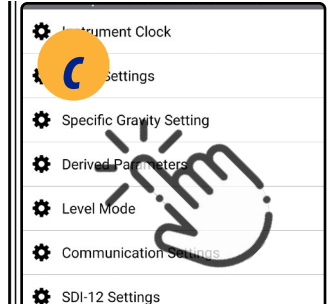 Instrument Clock
C
Settings
Specific Gravity Setting
Derived Parameters
Level Mode
Communication Settings
SDI-12 Settings